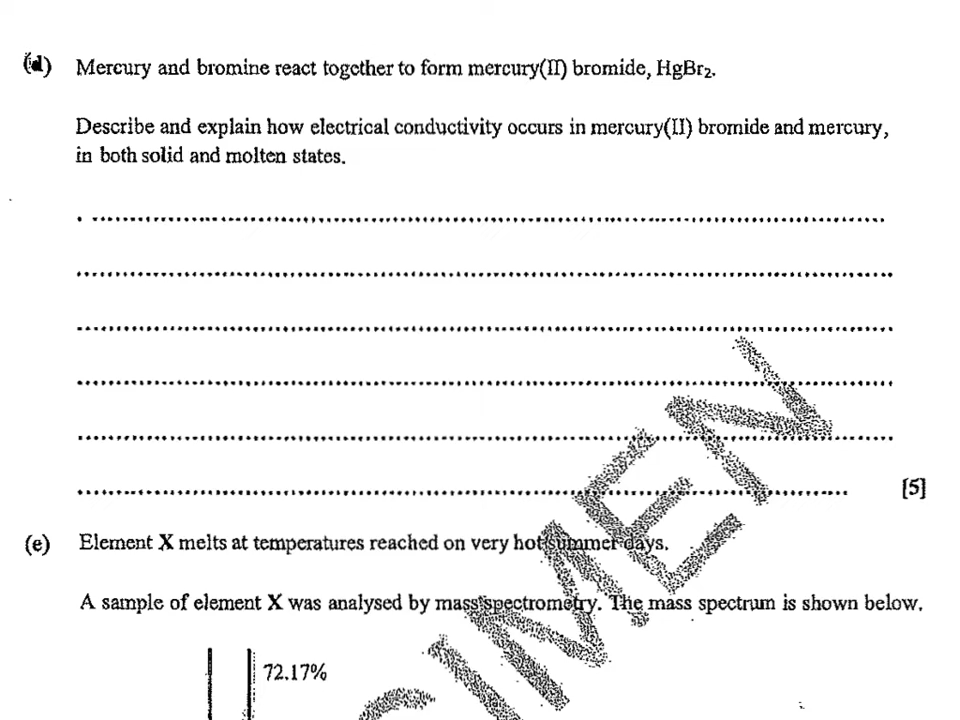 (d) Mercury and bromine react together to form mercury(II) bromide, HgBr₂.
Describe and explain how electrical conductivity occurs in mercury(II) bromide and mercury,
in both solid and molten states.
[5]
(e) Element X melts at temperatures reached on very hot summer days.
A sample of element X was analysed by mass spectrometry. The mass spectrum is shown below.
72.17%
CIMEN